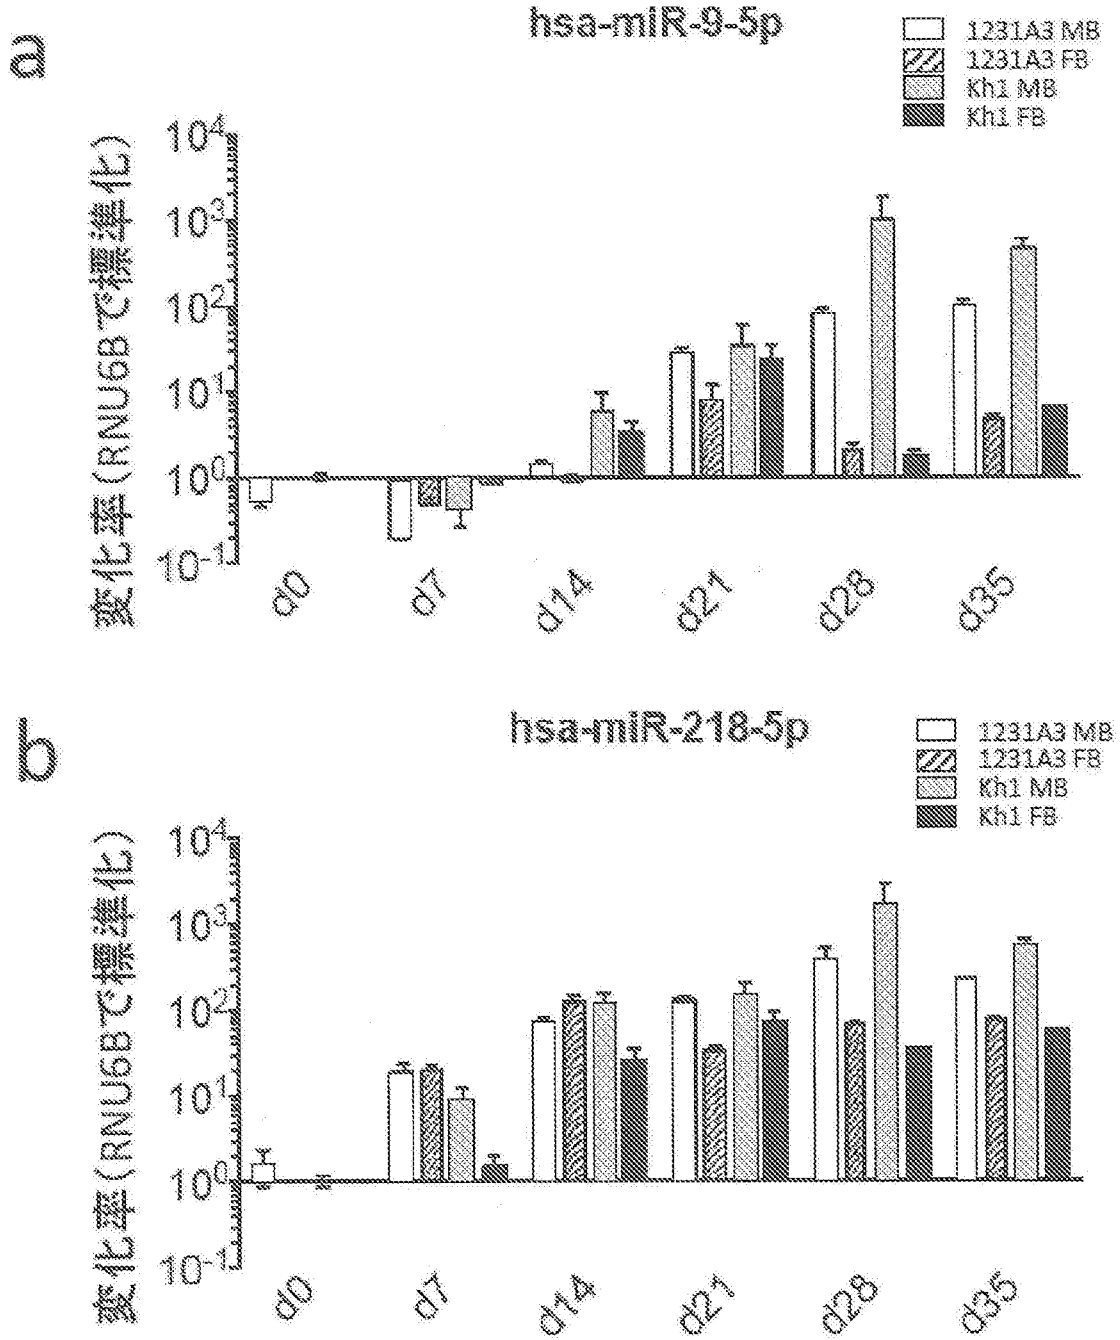 a
hsa-miR-9-5p
1231A3 MB
1231A3 FB
Kh1 MB
Kh1 FB
変化率(RNU6Bで標準化)
10^4
10^3
10^2
10^1
10^0
10^-1
d0 d7 d14 d21 d28 d35
b
hsa-miR-218-5p
1231A3 MB
1231A3 FB
Kh1 MB
Kh1 FB
変化率(RNU6Bで標準化)
10^4
10^3
10^2
10^1
10^0
10^-1
d0 d7 d14 d21 d28 d35